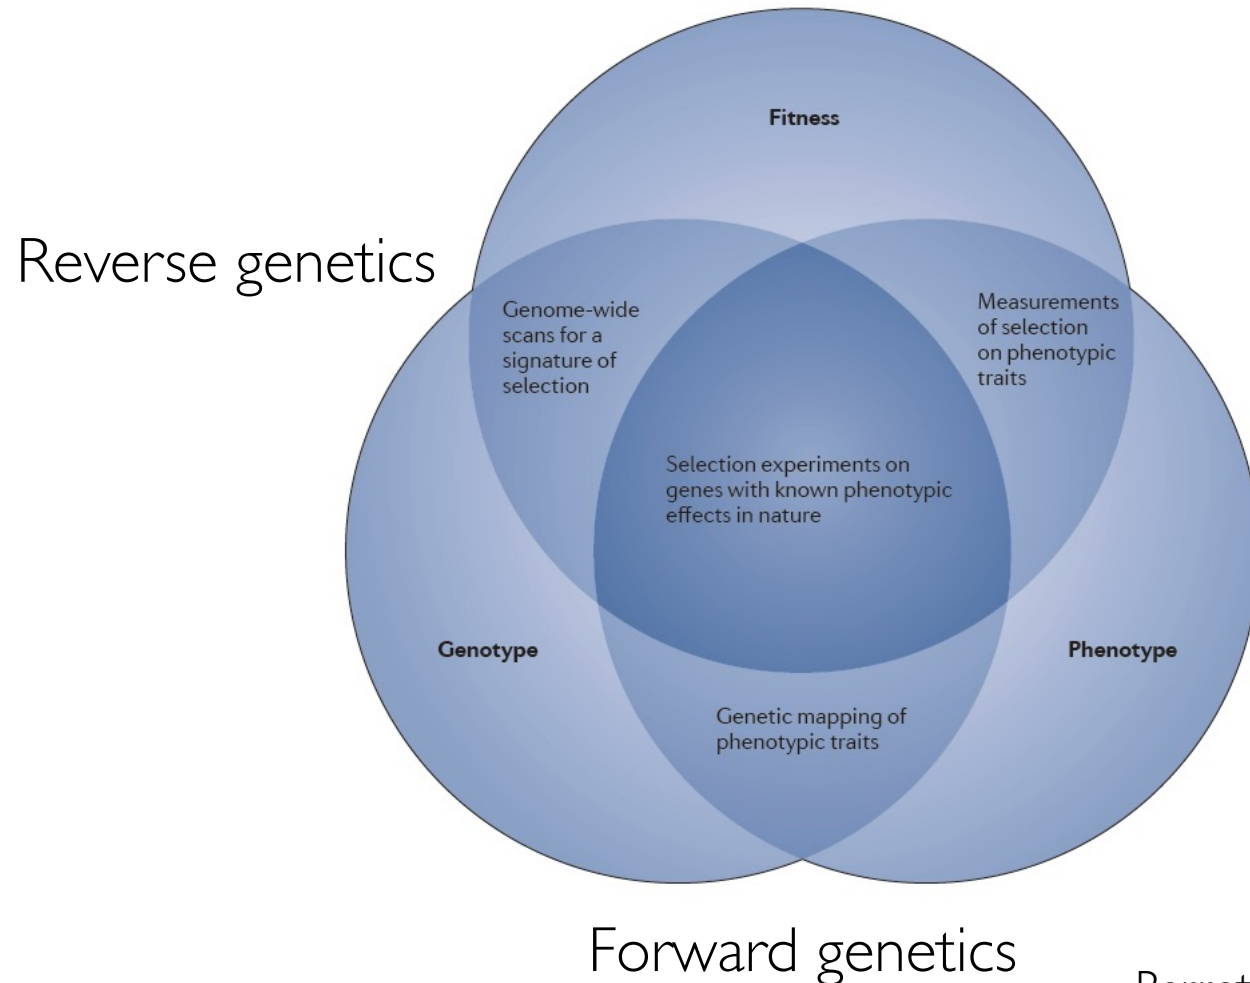 Fitness
Reverse genetics
Genome-wide
scans for a
signature of
selection
Measurements
of selection
on phenotypic
traits
Selection experiments on
genes with known phenotypic
effects in nature
Genotype
Phenotype
Genetic mapping of
phenotypic traits
Forward genetics